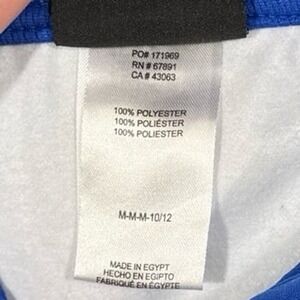 PO# 171969
RN # 67891
CA # 43063
100% POLYESTER
100% POLIÉSTER
100% POLIESTER
M-M-M-10/12
MADE IN EGYPT
HECHO EN EGIPTO
FABRIQUÉ EN ÉGYPTE